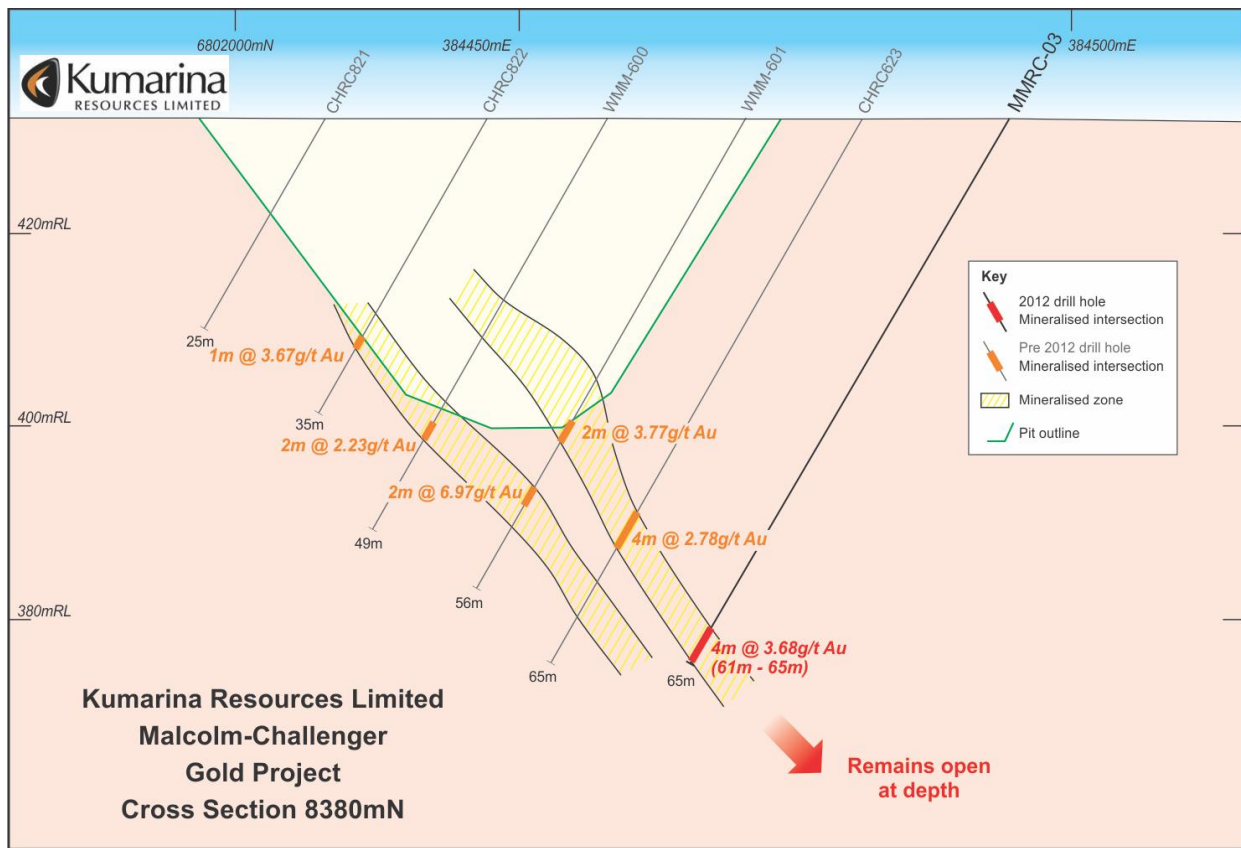 6802000mN
384450mE
384500mE
Kumarina
RESOURCES LIMITED
CHRC821
CHRC822
WMM-600
WMM-601
CHRC623
MMRC-03
420mRL
400mRL
380mRL
Key
2012 drill hole
Mineralised intersection
Pre 2012 drill hole
Mineralised intersection
Mineralised zone
Pit outline
25m
1m @ 3.67g/t Au
35m
2m @ 2.23g/t Au
2m @ 3.77g/t Au
2m @ 6.97g/t Au
49m
4m @ 2.78g/t Au
56m
65m
4m @ 3.68g/t Au
(61m - 65m)
65m
Kumarina Resources Limited
Malcolm-Challenger
Gold Project
Cross Section 8380mN
Remains open
at depth